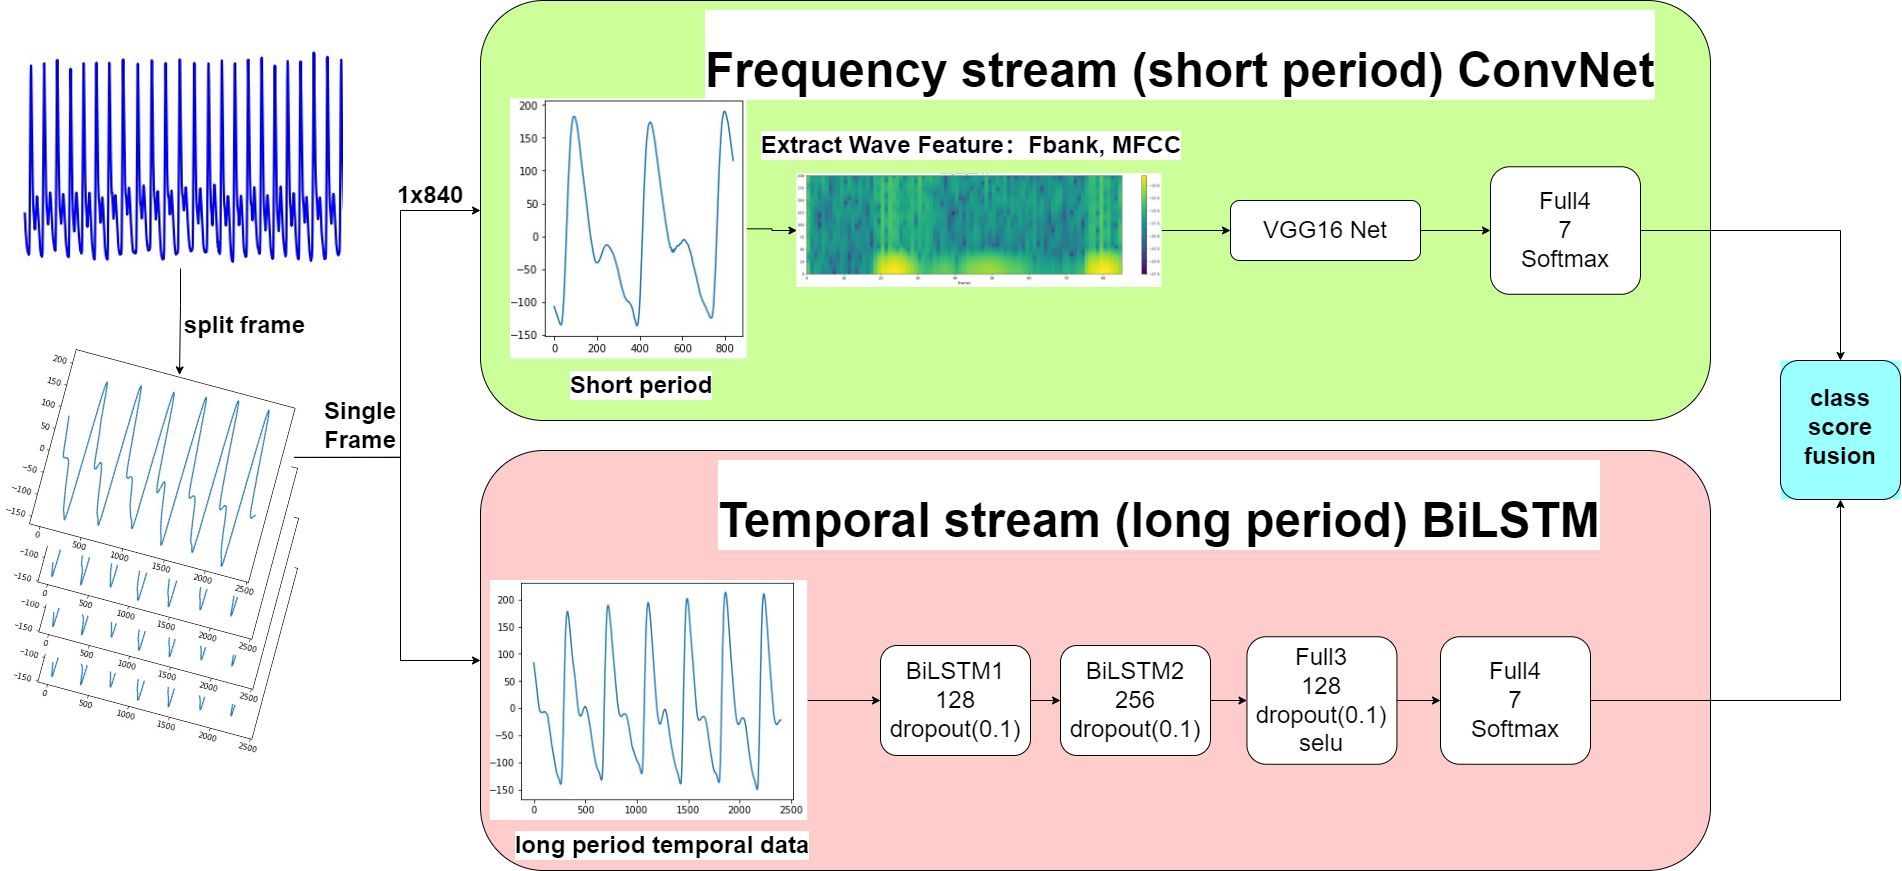 Frequency stream (short period) ConvNet
Extract Wave Feature: Fbank, MFCC
1x840
200
150
100
50
0
−50
−100
−150
0 200 400 600 800
Short period
VGG16 Net
Full4
7
Softmax
split frame
Single
Frame
200
150
100
50
0
−50
−100
−150
0 500 1000 1500 2000 2500
−100
−150
0 500 1000 1500 2000 2500
−100
−150
0 500 1000 1500 2000 2500
−100
−150
0 500 1000 1500 2000 2500
class
score
fusion
Temporal stream (long period) BiLSTM
200
150
100
50
0
−50
−100
−150
0 500 1000 1500 2000 2500
long period temporal data
BiLSTM1
128
dropout(0.1)
BiLSTM2
256
dropout(0.1)
Full3
128
dropout(0.1)
selu
Full4
7
Softmax